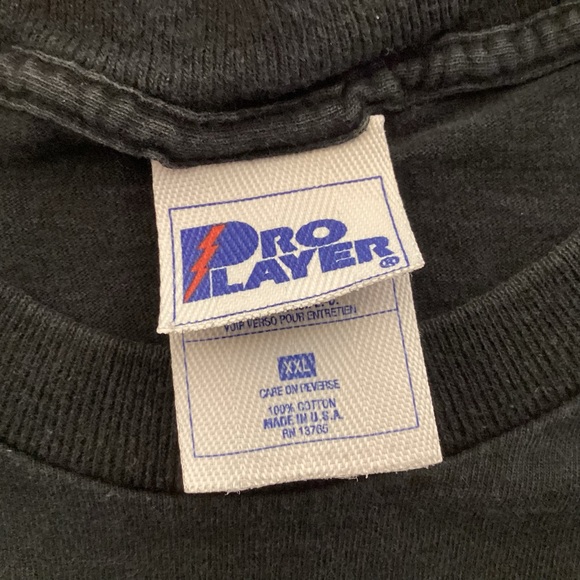 PRO
PLAYER®
VOIR VERSO POUR ENTRETIEN
XXL
CARE ON REVERSE
100% COTTON
MADE IN U.S.A.
RN 13765